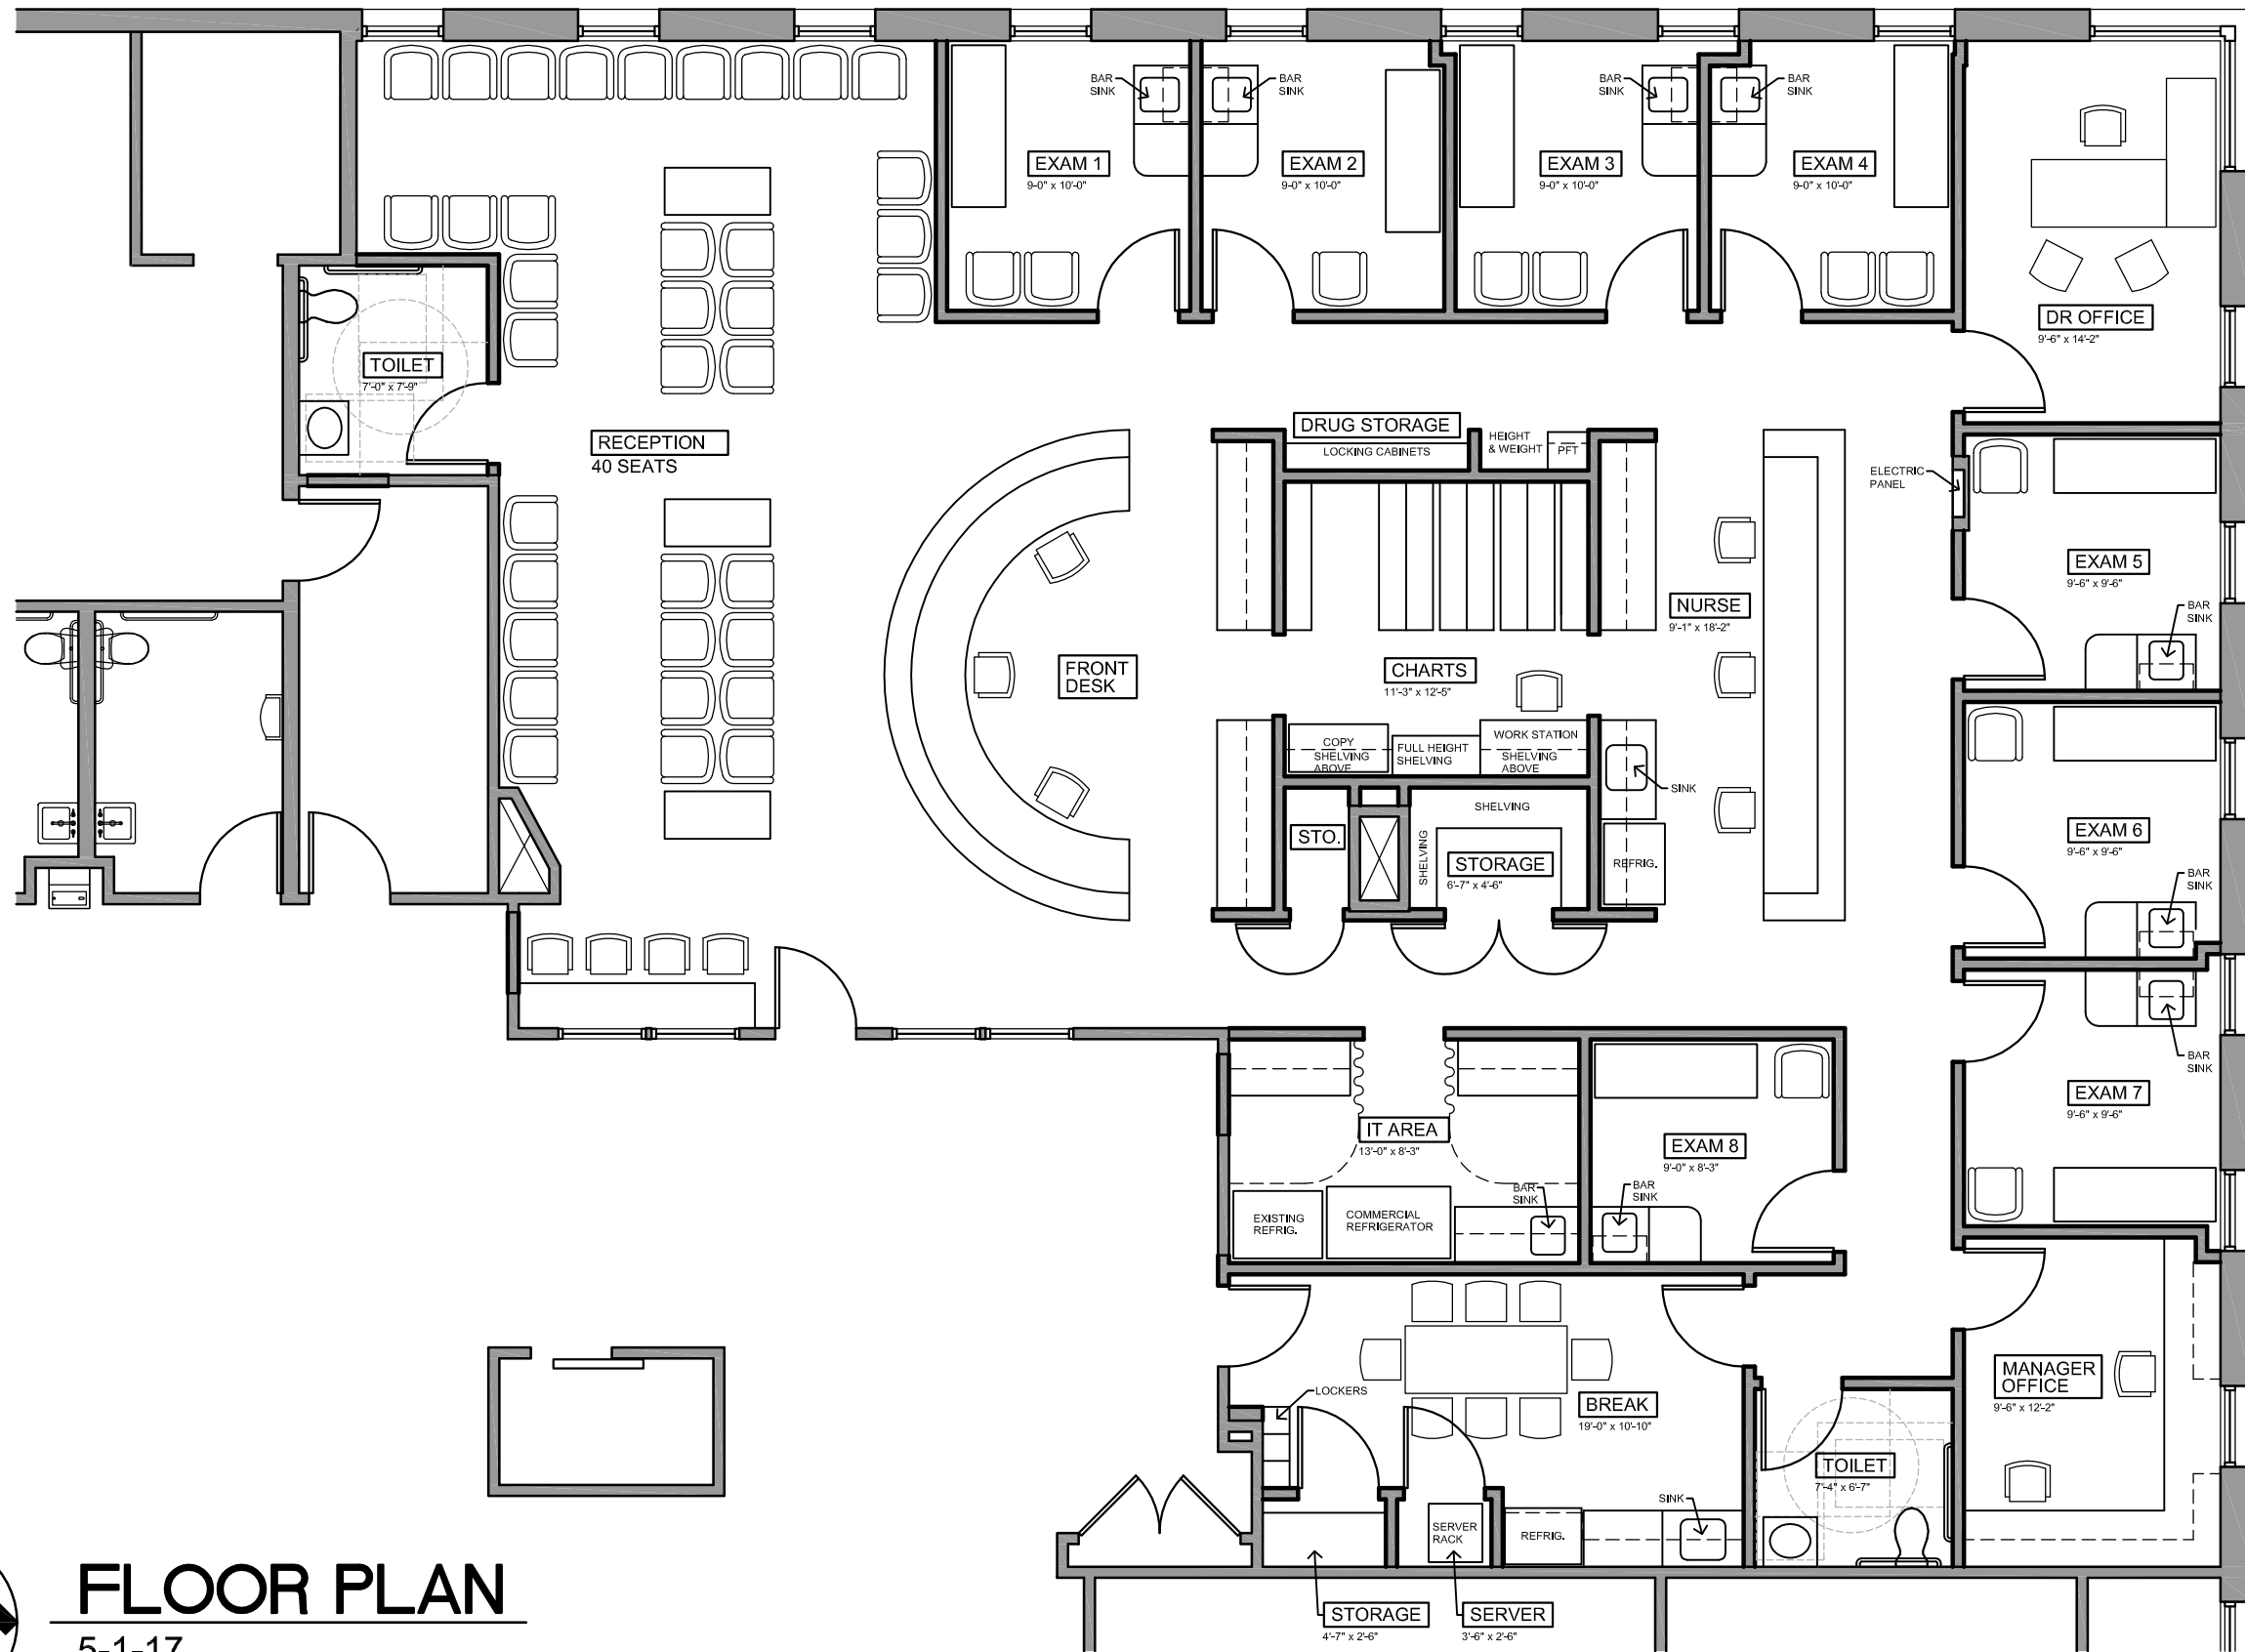 BAR
SINK
BAR
SINK
BAR
SINK
BAR
SINK
EXAM 1
9-0" x 10'-0"
EXAM 2
9-0" x 10'-0"
EXAM 3
9-0" x 10'-0"
EXAM 4
9-0" x 10'-0"
DR OFFICE
9'-6" x 14'-2"
TOILET
7'-0" x 7'-9"
RECEPTION
40 SEATS
DRUG STORAGE
LOCKING CABINETS
HEIGHT
& WEIGHT
PFT
ELECTRIC
PANEL
EXAM 5
9'-6" x 9'-6"
BAR
SINK
NURSE
9'-1" x 18'-2"
FRONT
DESK
CHARTS
11'-3" x 12'-5"
COPY
SHELVING
ABOVE
FULL HEIGHT
SHELVING
WORK STATION
SHELVING
ABOVE
SINK
SHELVING
SHELVING
STO.
STORAGE
6'-7" x 4'-6"
REFRIG.
EXAM 6
9'-6" x 9'-6"
BAR
SINK
BAR
SINK
EXAM 7
9'-6" x 9'-6"
IT AREA
13'-0" x 8'-3"
EXAM 8
9'-0" x 8'-3"
BAR
SINK
BAR
SINK
EXISTING
REFRIG.
COMMERCIAL
REFRIGERATOR
LOCKERS
BREAK
19'-0" x 10'-10"
MANAGER
OFFICE
9'-6" x 12'-2"
TOILET
7'-4" x 6'-7"
SINK
SERVER
RACK
REFRIG.
STORAGE
4'-7" x 2'-6"
SERVER
3'-6" x 2'-6"
FLOOR PLAN
5-1-17